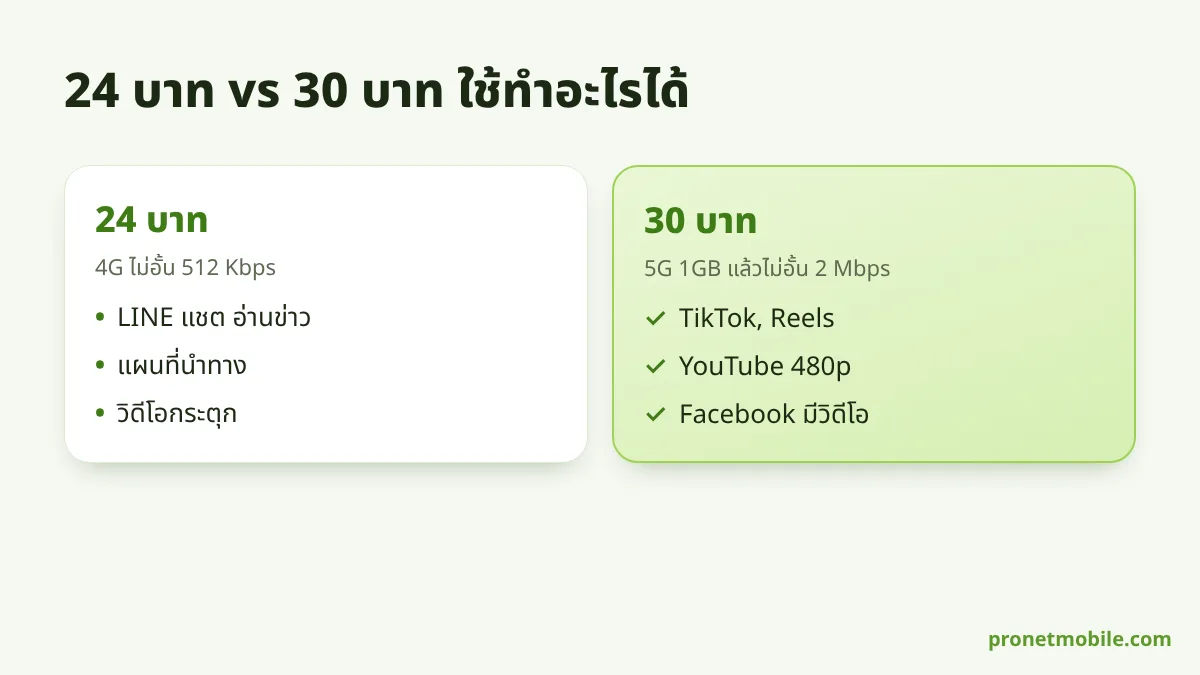 24 บาท vs 30 บาท ใช้ทำอะไรได้
24 บาท
4G ไม่อั้น 512 Kbps
• LINE แชต อ่านข่าว
• แผนที่นำทาง
• วิดีโอกระตุก
30 บาท
5G 1GB แล้วไม่อั้น 2 Mbps
✓ TikTok, Reels
✓ YouTube 480p
✓ Facebook มีวิดีโอ
pronetmobile.com